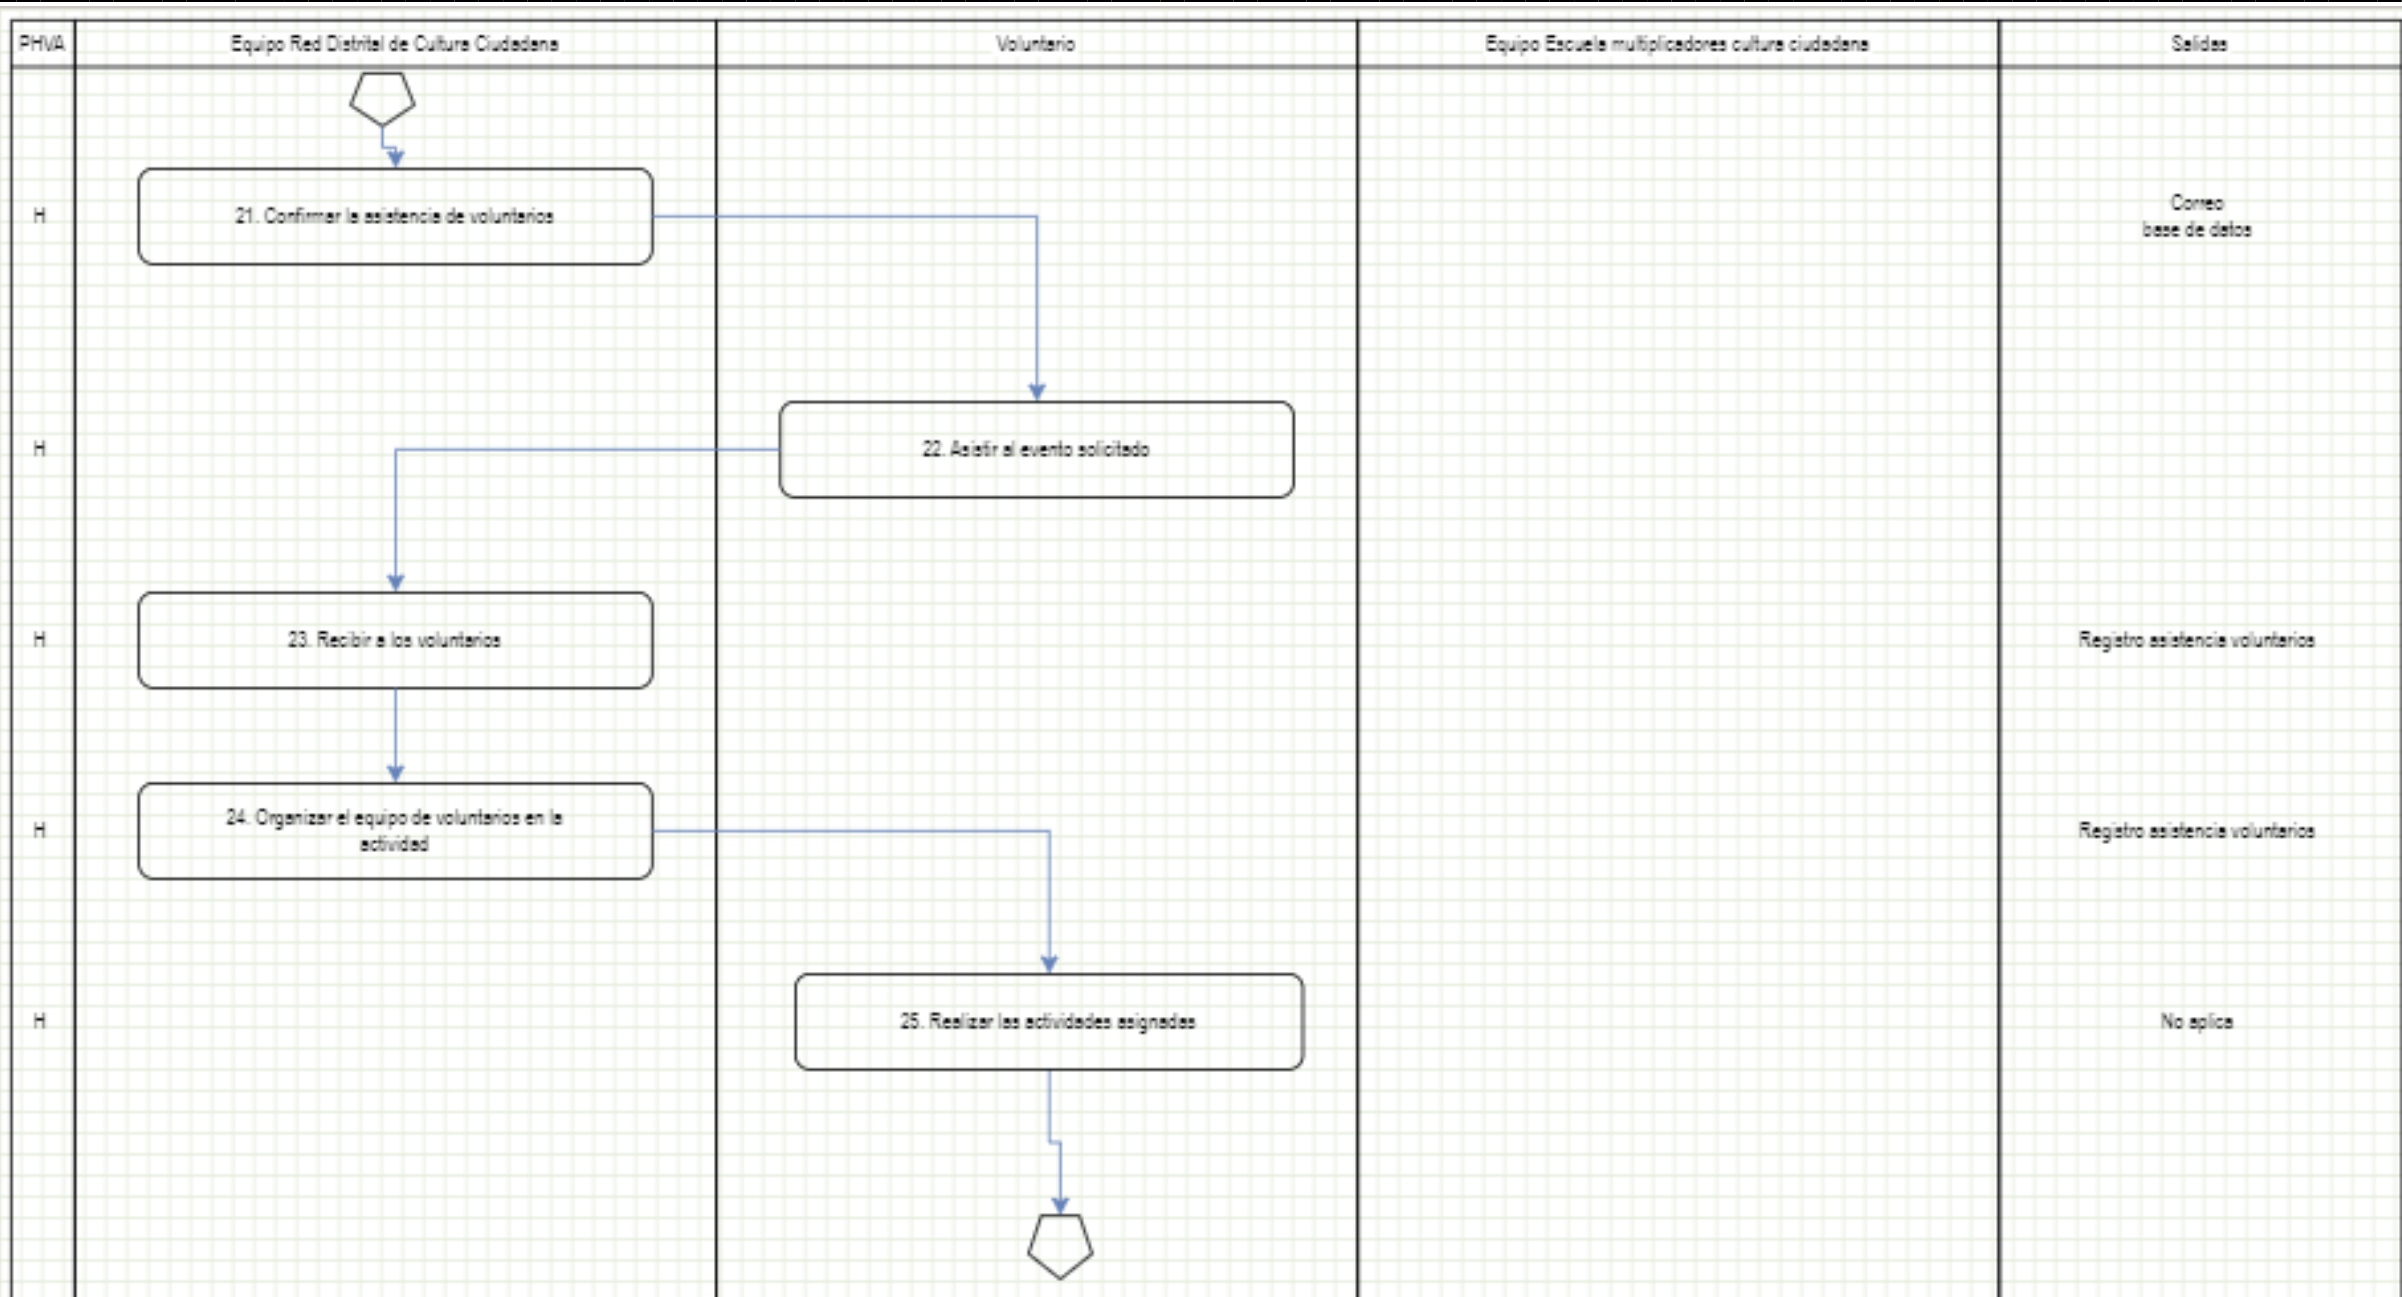 PHVA
Equipo Red Distrital de Cultura Ciudadana
Voluntario
Equipo Escuela multiplicadores cultura ciudadana
Salidas
H
21. Confirmar la asistencia de voluntarios
Correo
base de datos
H
22. Asistir al evento solicitado
H
23. Recibir a los voluntarios
Registro asistencia voluntarios
H
24. Organizar el equipo de voluntarios en la
actividad
Registro asistencia voluntarios
H
25. Realizar las actividades asignadas
No aplica